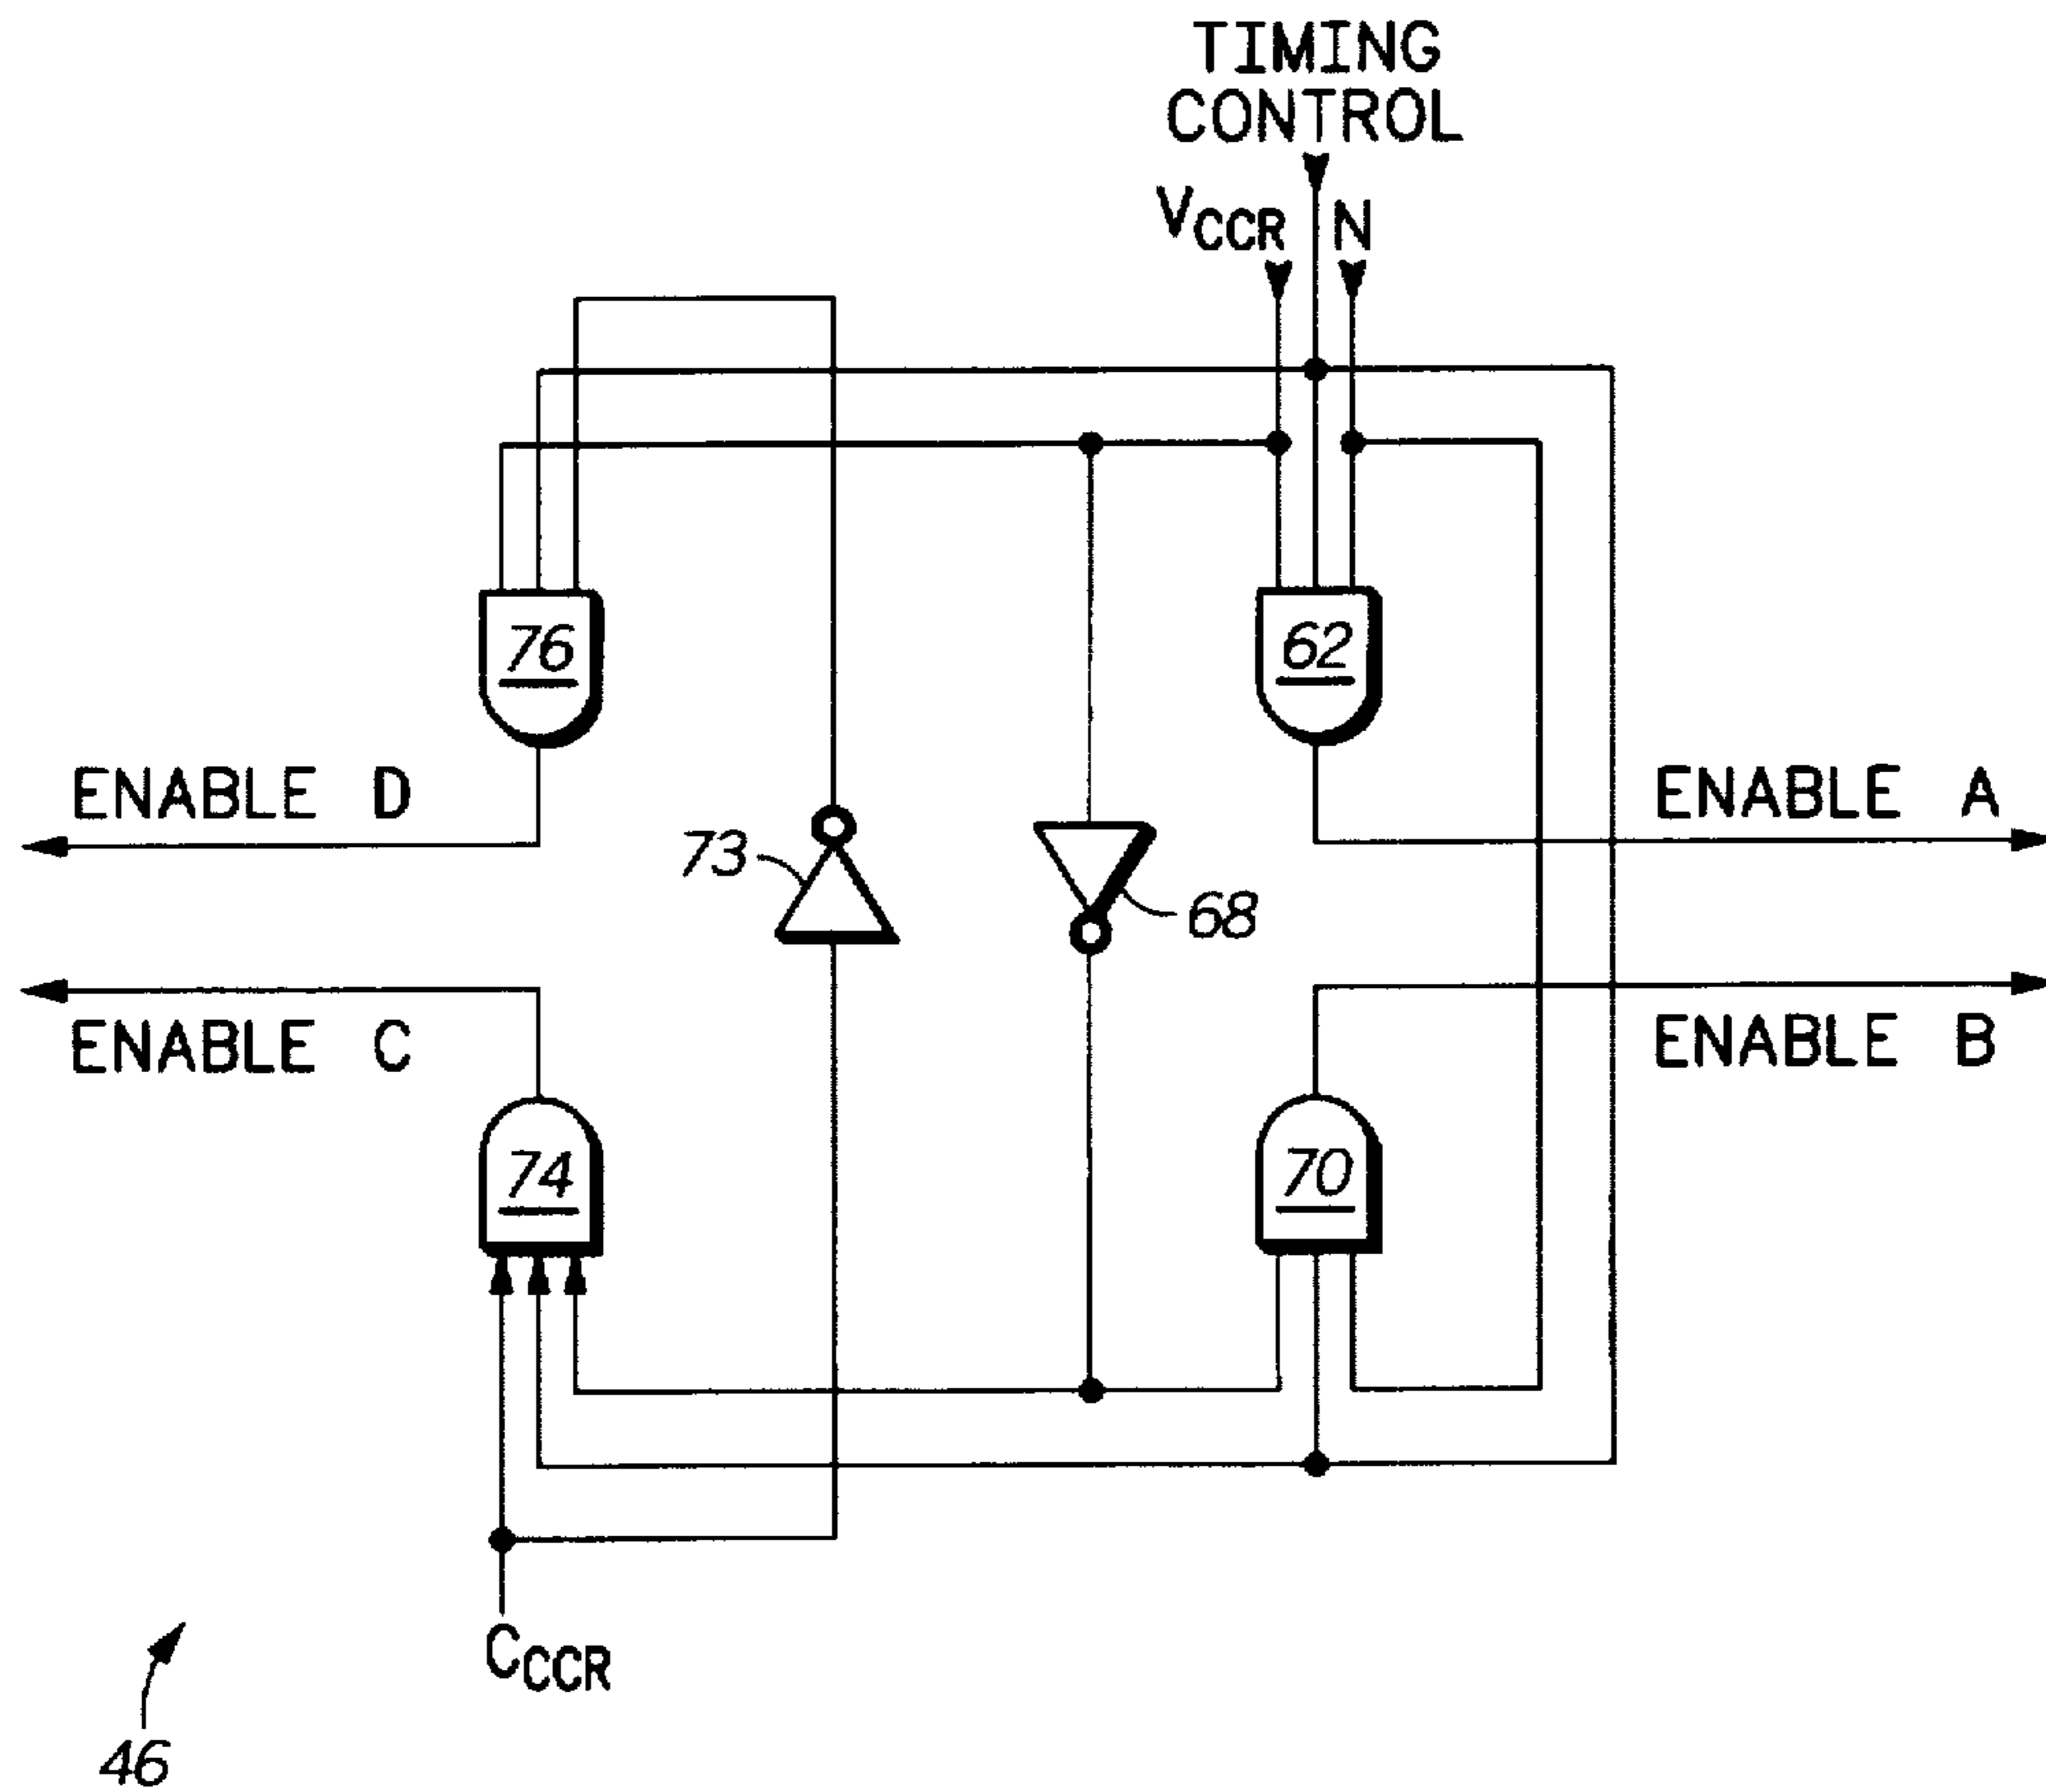 TIMING
CONTROL
VCCR N
76
62
ENABLE D
ENABLE A
73
68
ENABLE C
ENABLE B
74
70
CCCR
46